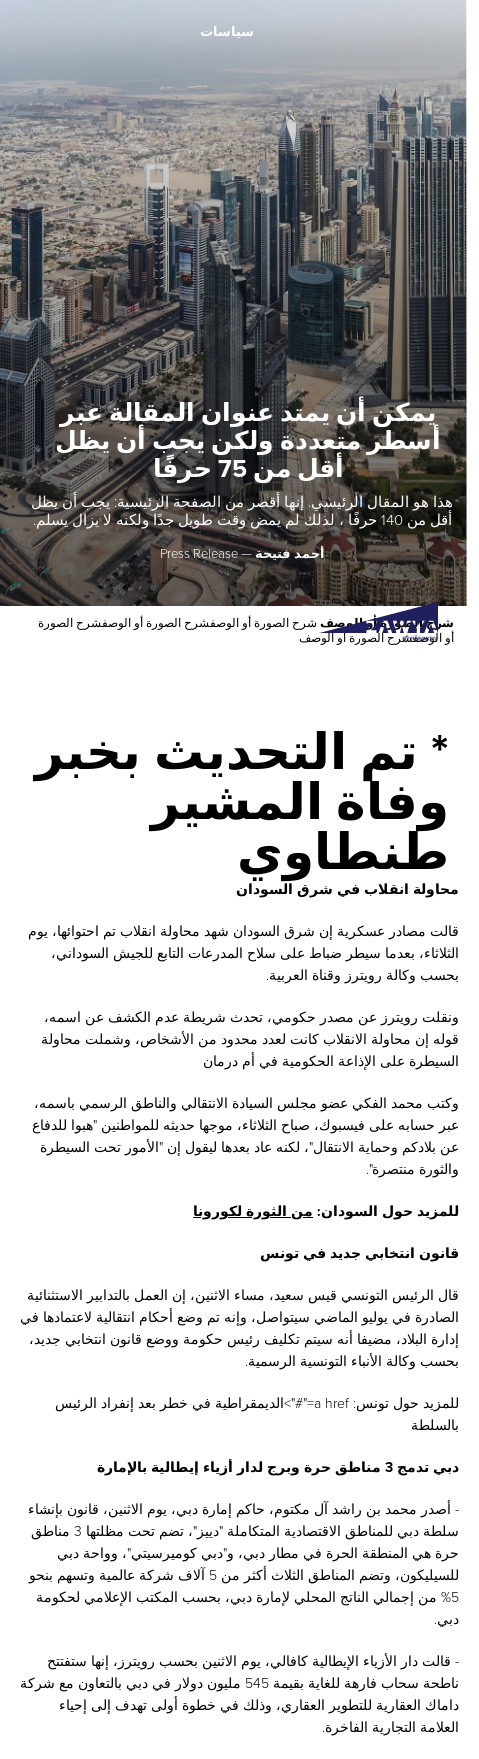 سياسات
يمكن أن يمتد عنوان المقالة عبر
أسطر متعددة ولكن يجب أن يظل
أقل من 75 حرفًا
هذا هو المقال الرئيسي. إنها أقصر من الصفحة الرئيسية: يجب أن يظل
أقل من 140 حرفًا ، لذلك لم يمض وقت طويل جدًا ولكنه لا يزال يسلم.
أحمد فتيحة — Press Release
شرح الصورة أو الوصف شرح الصورة أو الوصفشرح الصورة أو الوصفشرح الصورة
أو الوصفشرح الصورة أو الوصف
* تم التحديث بخبر
وفاة المشير
طنطاوي
محاولة انقلاب في شرق السودان
قالت مصادر عسكرية إن شرق السودان شهد محاولة انقلاب تم احتوائها، يوم
الثلاثاء، بعدما سيطر ضباط على سلاح المدرعات التابع للجيش السوداني،
بحسب وكالة رويترز وقناة العربية.
ونقلت رويترز عن مصدر حكومي، تحدث شريطة عدم الكشف عن اسمه،
قوله إن محاولة الانقلاب كانت لعدد محدود من الأشخاص، وشملت محاولة
السيطرة على الإذاعة الحكومية في أم درمان
وكتب محمد الفكي عضو مجلس السيادة الانتقالي والناطق الرسمي باسمه،
عبر حسابه على فيسبوك، صباح الثلاثاء، موجها حديثه للمواطنين "هبوا للدفاع
عن بلادكم وحماية الانتقال"، لكنه عاد بعدها ليقول إن "الأمور تحت السيطرة
والثورة منتصرة".
للمزيد حول السودان: من الثورة لكورونا
قانون انتخابي جديد في تونس
قال الرئيس التونسي قيس سعيد، مساء الاثنين، إن العمل بالتدابير الاستثنائية
الصادرة في يوليو الماضي سيتواصل، وإنه تم وضع أحكام انتقالية لاعتمادها في
إدارة البلاد، مضيفا أنه سيتم تكليف رئيس حكومة ووضع قانون انتخابي جديد،
بحسب وكالة الأنباء التونسية الرسمية.
للمزيد حول تونس: a href="#">الديمقراطية في خطر بعد إنفراد الرئيس
بالسلطة
دبي تدمج 3 مناطق حرة وبرج لدار أزياء إيطالية بالإمارة
- أصدر محمد بن راشد آل مكتوم، حاكم إمارة دبي، يوم الاثنين، قانون بإنشاء
سلطة دبي للمناطق الاقتصادية المتكاملة "دييز"، تضم تحت مظلتها 3 مناطق
حرة هي المنطقة الحرة في مطار دبي، و"دبي كوميرسيتي"، وواحة دبي
للسيليكون، وتضم المناطق الثلاث أكثر من 5 آلاف شركة عالمية وتسهم بنحو
5% من إجمالي الناتج المحلي لإمارة دبي، بحسب المكتب الإعلامي لحكومة
دبي.
- قالت دار الأزياء الإيطالية كافالي، يوم الاثنين بحسب رويترز، إنها ستفتتح
ناطحة سحاب فارهة للغاية بقيمة 545 مليون دولار في دبي بالتعاون مع شركة
داماك العقارية للتطوير العقاري، وذلك في خطوة أولى تهدف إلى إحياء
العلامة التجارية الفاخرة.